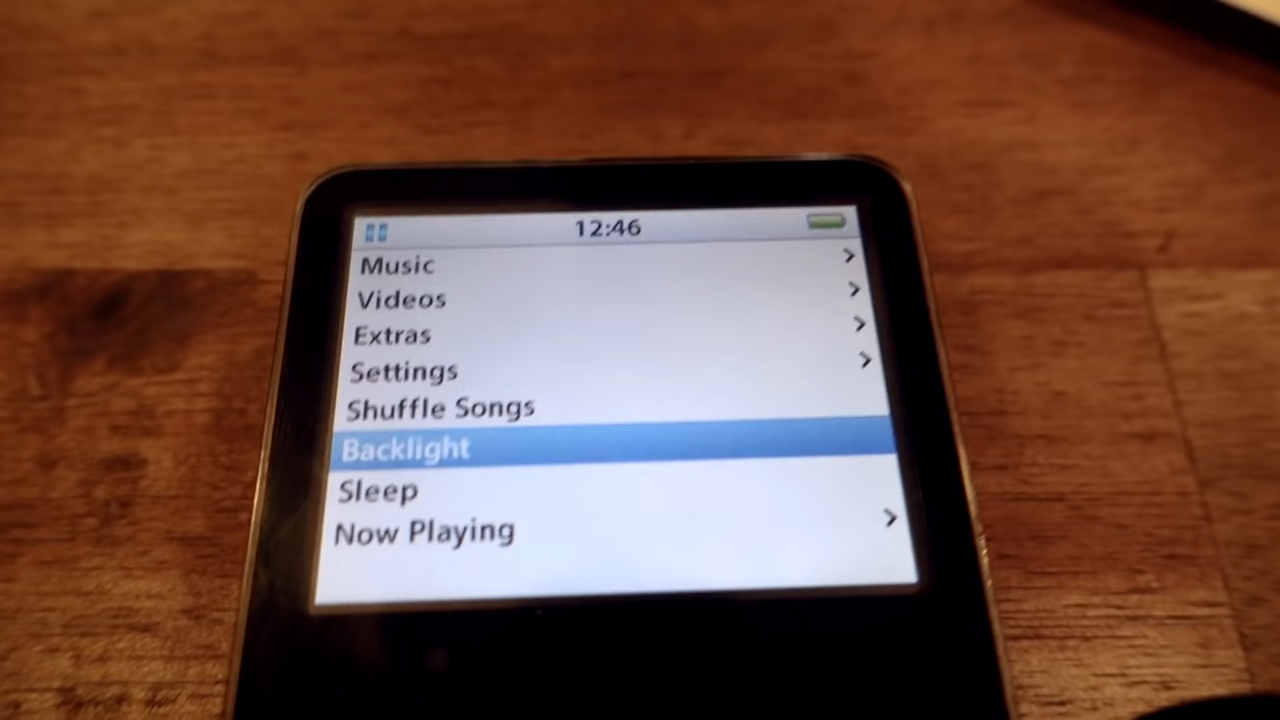 12:46
Music
Videos
Extras
Settings
Shuffle Songs
Backlight
Sleep
Now Playing